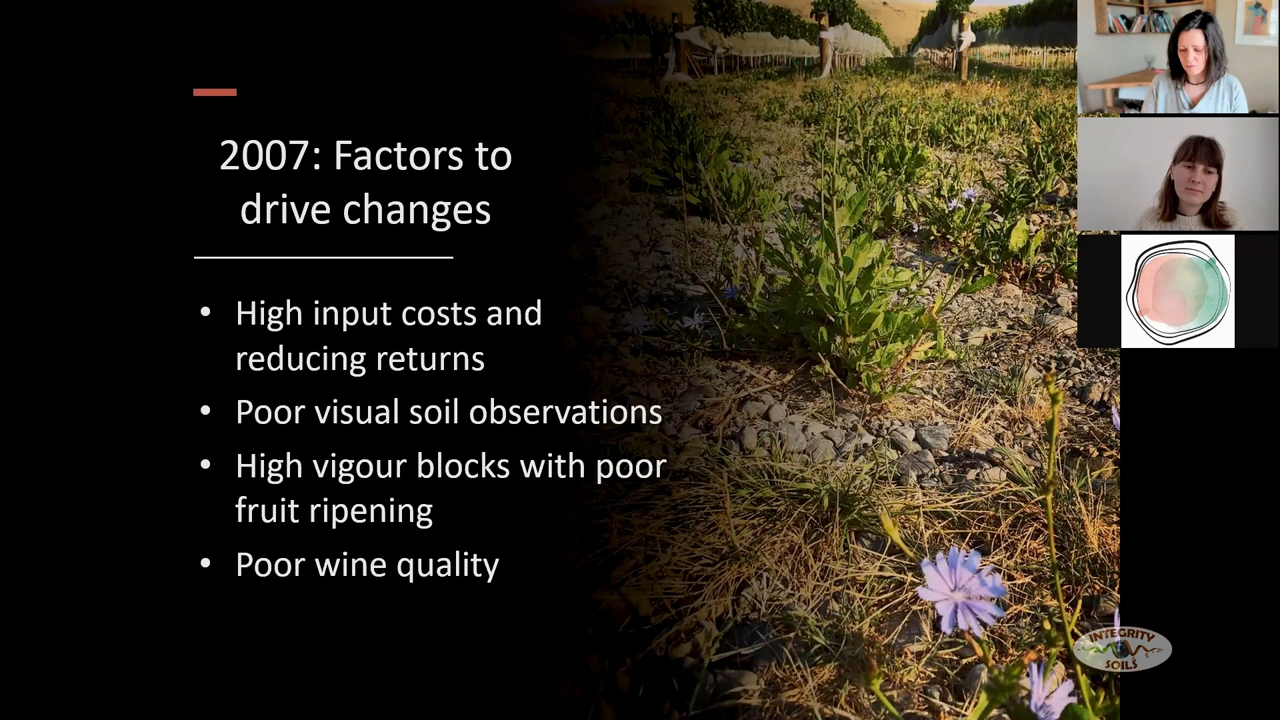 2007: Factors to
drive changes
• High input costs and
reducing returns
• Poor visual soil observations
• High vigour blocks with poor
fruit ripening
• Poor wine quality
INTEGRITY
SOILS